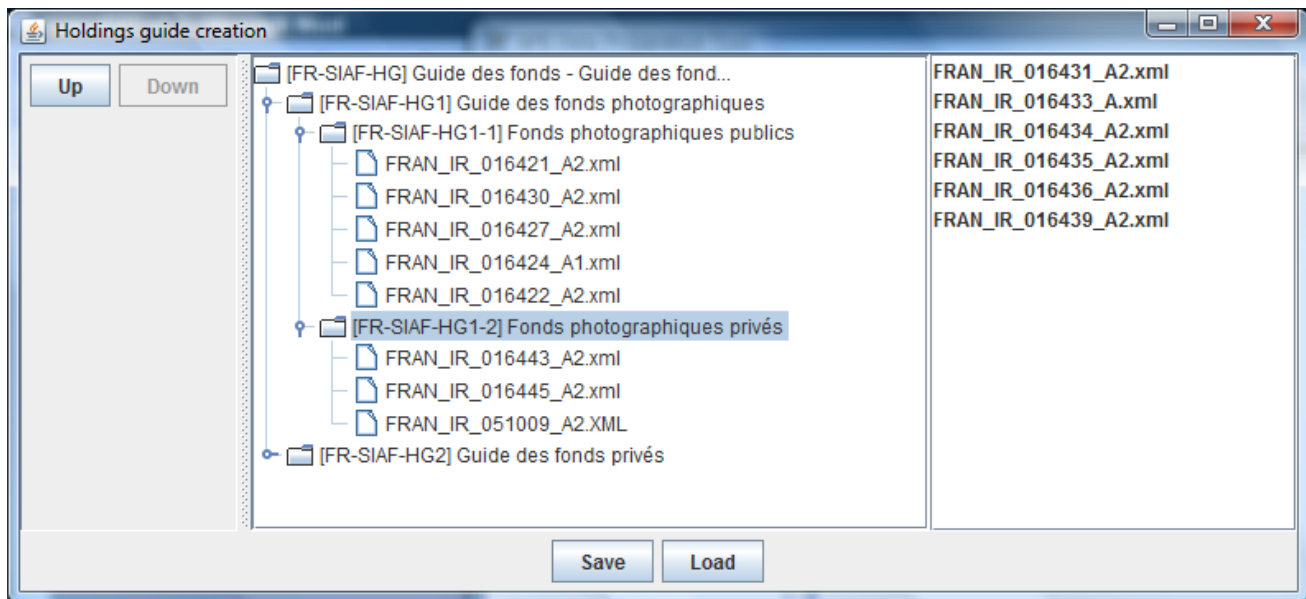 Holdings guide creation
Up
Down
[FR-SIAF-HG] Guide des fonds - Guide des fond...
[FR-SIAF-HG1] Guide des fonds photographiques
[FR-SIAF-HG1-1] Fonds photographiques publics
FRAN_IR_016421_A2.xml
FRAN_IR_016430_A2.xml
FRAN_IR_016427_A2.xml
FRAN_IR_016424_A1.xml
FRAN_IR_016422_A2.xml
[FR-SIAF-HG1-2] Fonds photographiques privés
FRAN_IR_016443_A2.xml
FRAN_IR_016445_A2.xml
FRAN_IR_051009_A2.XML
[FR-SIAF-HG2] Guide des fonds privés
FRAN_IR_016431_A2.xml
FRAN_IR_016433_A.xml
FRAN_IR_016434_A2.xml
FRAN_IR_016435_A2.xml
FRAN_IR_016436_A2.xml
FRAN_IR_016439_A2.xml
Save
Load